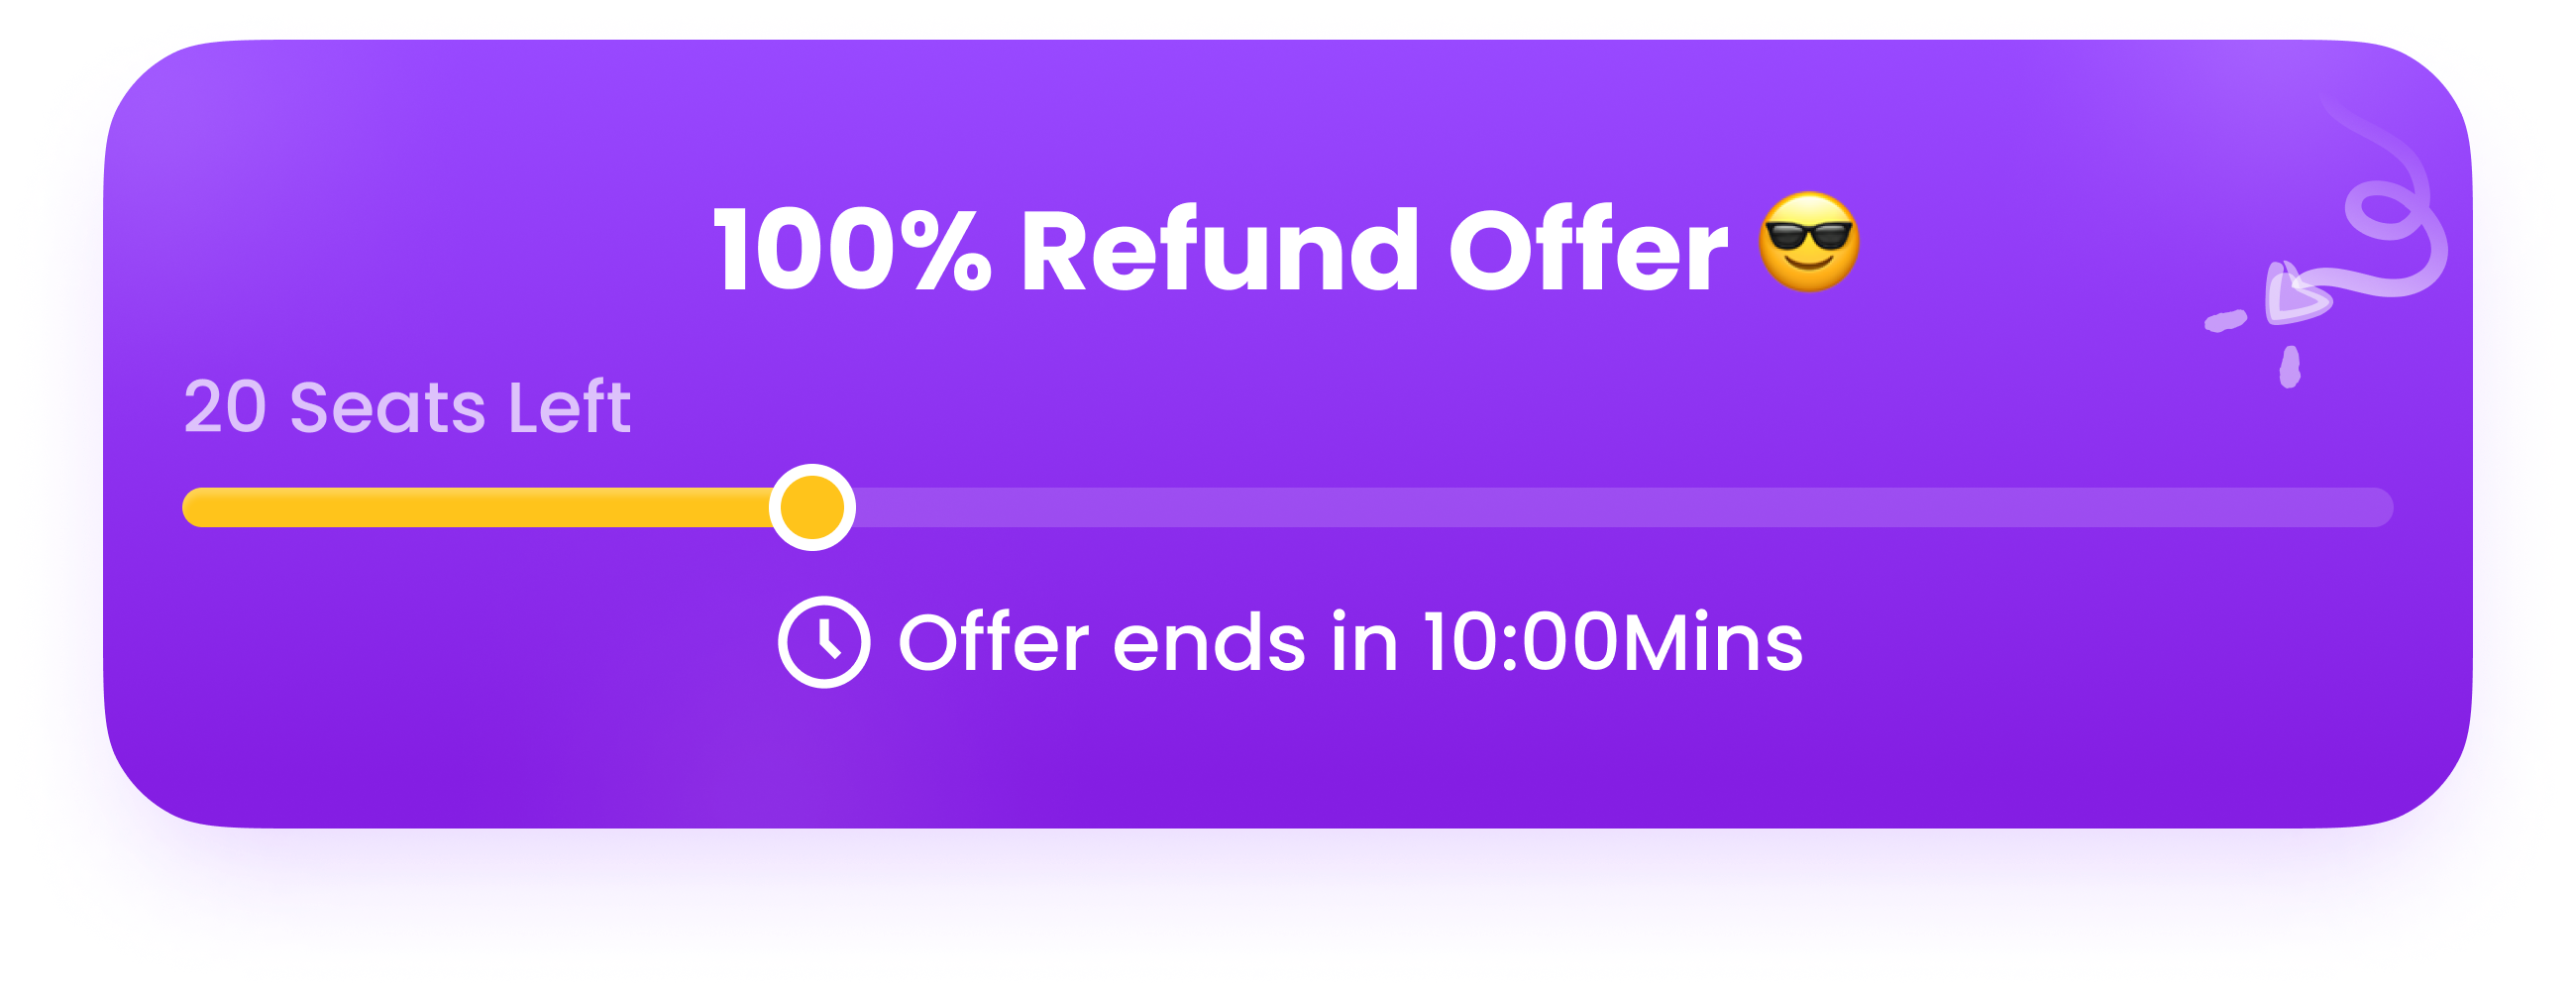 100% Refund Offer 😎
20 Seats Left
Offer ends in 10:00Mins